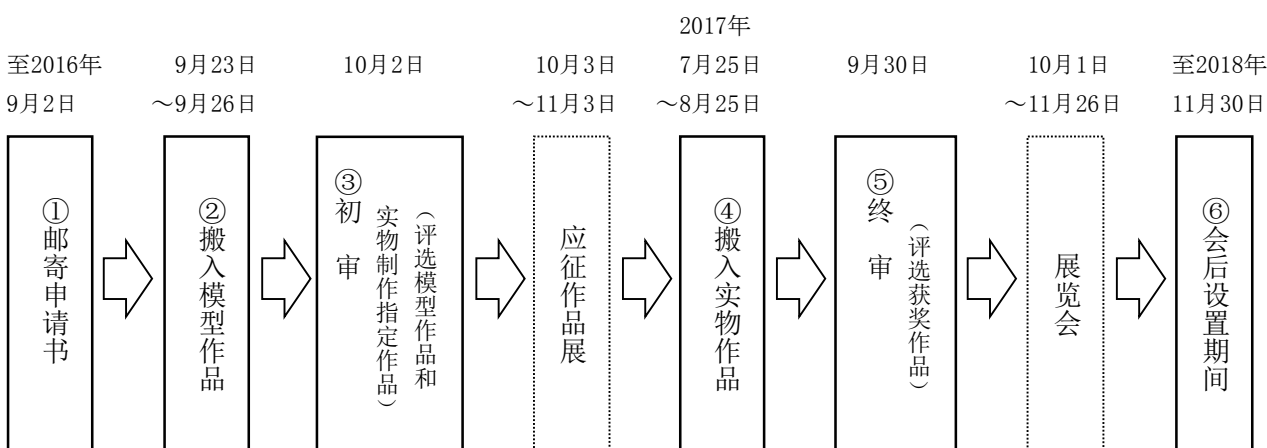 至2016年
9月2日
①邮寄申请书
9月23日
～9月26日
②搬入模型作品
10月2日
③初　审
（评选模型作品和
实物制作指定作品）
10月3日
～11月3日
应征作品展
2017年
7月25日
～8月25日
④搬入实物作品
9月30日
⑤终　审
（评选获奖作品）
10月1日
～11月26日
展览会
至2018年
11月30日
⑥会后设置期间